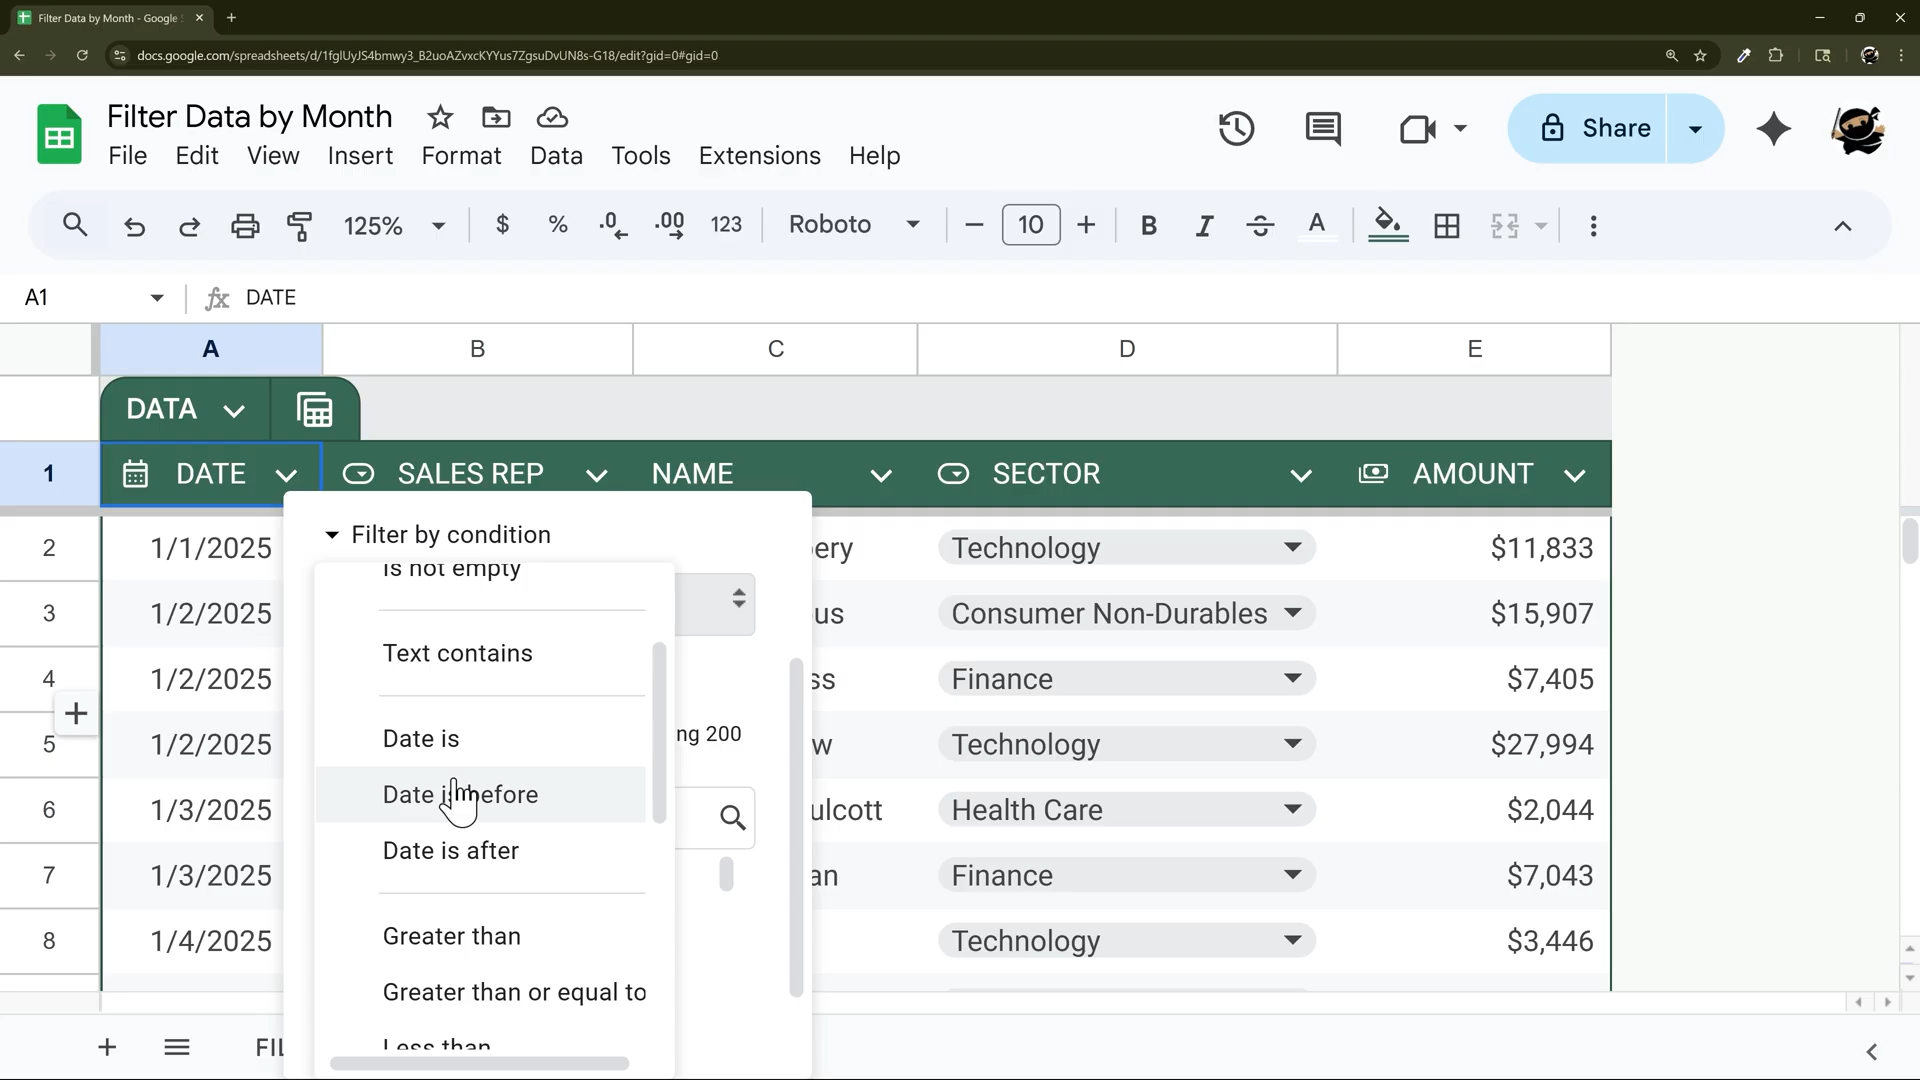 Filter Data by Month - Google
docs.google.com/spreadsheets/d/1fglUyJS4bmwy3_B2uoAZvxcKYYus7ZgsuDvUN8s-G18/edit?gid=0#gid=0
Filter Data by Month
Share
File Edit View Insert Format Data Tools Extensions Help
125% $ % .0 .00 123 Roboto 10 B I S A
A1 fx DATE
A B C D E
DATA
1 DATE SALES REP NAME SECTOR AMOUNT
Filter by condition
2 1/1/2025 ery Technology $11,833
Is not empty
3 1/2/2025 us Consumer Non-Durables $15,907
Text contains
4 1/2/2025 ss Finance $7,405
Date is
ng 200
5 1/2/2025 w Technology $27,994
Date is before
6 1/3/2025 ulcott Health Care $2,044
Date is after
7 1/3/2025 an Finance $7,043
Greater than
8 1/4/2025 Technology $3,446
Greater than or equal to
Less than
FIL